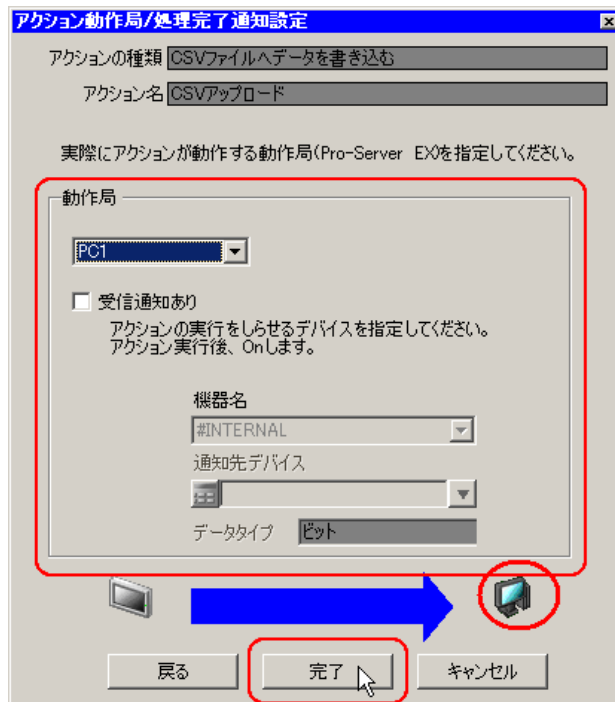 アクション動作局/処理完了通知設定
アクションの種類 CSVファイルへデータを書き込む
アクション名 CSVアップロード
実際にアクションが動作する動作局(Pro-Server EX)を指定してください。
動作局
PC1
受信通知あり
アクションの実行をしらせるデバイスを指定してください。
アクション実行後、Onします。
機器名
#INTERNAL
通知先デバイス
データタイプ ビット
戻る 完了 キャンセル